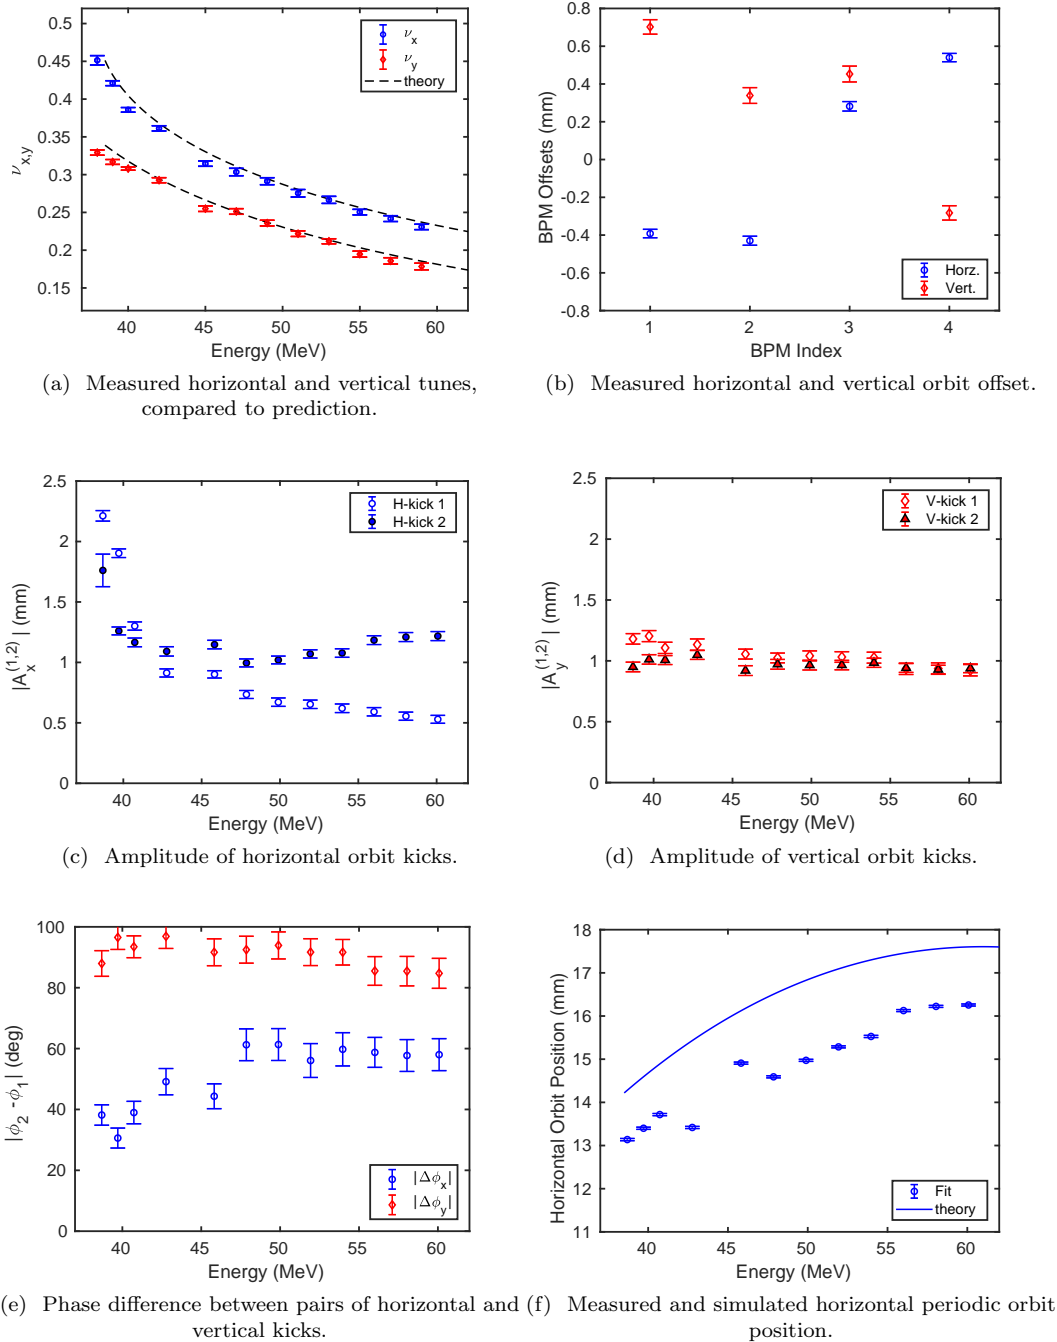 0.5
0.45
0.4
0.35
0.3
0.25
0.2
0.15
40 45 50 55 60
ν_x,y
Energy (MeV)
ν_x
ν_y
theory
(a) Measured horizontal and vertical tunes,
compared to prediction.
0.8
0.6
0.4
0.2
0
-0.2
-0.4
-0.6
-0.8
1 2 3 4
BPM Offsets (mm)
BPM Index
Horz.
Vert.
(b) Measured horizontal and vertical orbit offset.
2.5
2
1.5
1
0.5
0
40 45 50 55 60
|A_x^(1,2)| (mm)
Energy (MeV)
H-kick 1
H-kick 2
(c) Amplitude of horizontal orbit kicks.
2.5
2
1.5
1
0.5
0
40 45 50 55 60
|A_y^(1,2)| (mm)
Energy (MeV)
V-kick 1
V-kick 2
(d) Amplitude of vertical orbit kicks.
100
80
60
40
20
0
40 45 50 55 60
|ϕ_2 -ϕ_1| (deg)
Energy (MeV)
|Δϕ_x|
|Δϕ_y|
(e) Phase difference between pairs of horizontal and
vertical kicks.
18
17
16
15
14
13
12
11
40 45 50 55 60
Horizontal Orbit Position (mm)
Energy (MeV)
Fit
theory
(f) Measured and simulated horizontal periodic orbit
position.